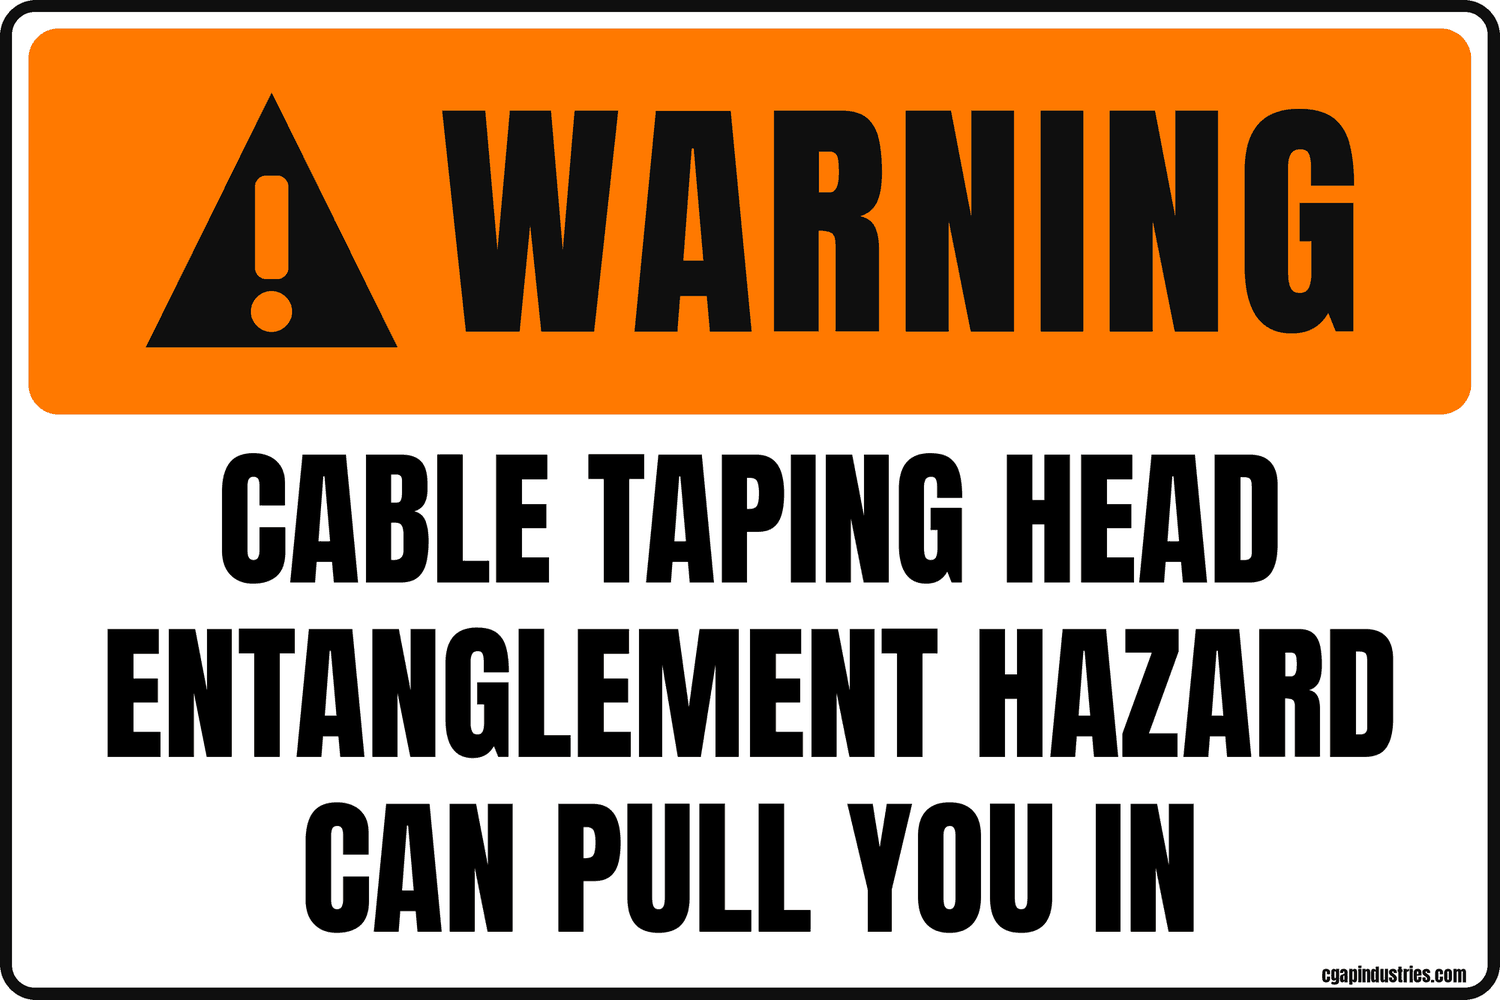 WARNING
CABLE TAPING HEAD
ENTANGLEMENT HAZARD
CAN PULL YOU IN
cgapindustries.com